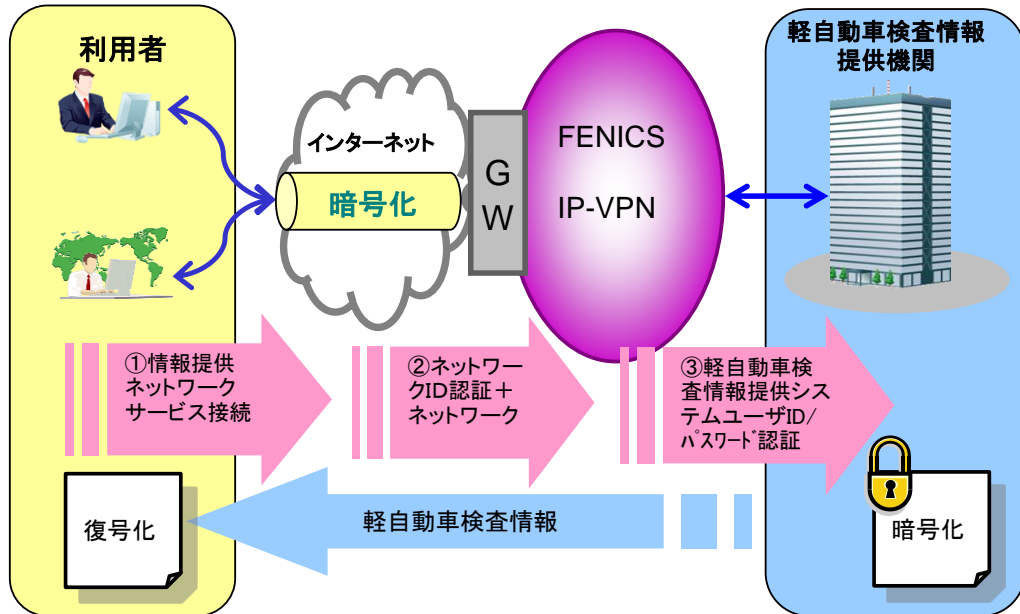 利用者
インターネット
暗号化
G
W
FENICS
IP-VPN
軽自動車検査情報
提供機関
①情報提供
ネットワーク
サービス接続
②ネットワー
クID認証＋
ネットワーク
③軽自動車検
査情報提供シス
テムユーザID/
ﾊﾟｽﾜｰﾄﾞ認証
復号化
軽自動車検査情報
暗号化